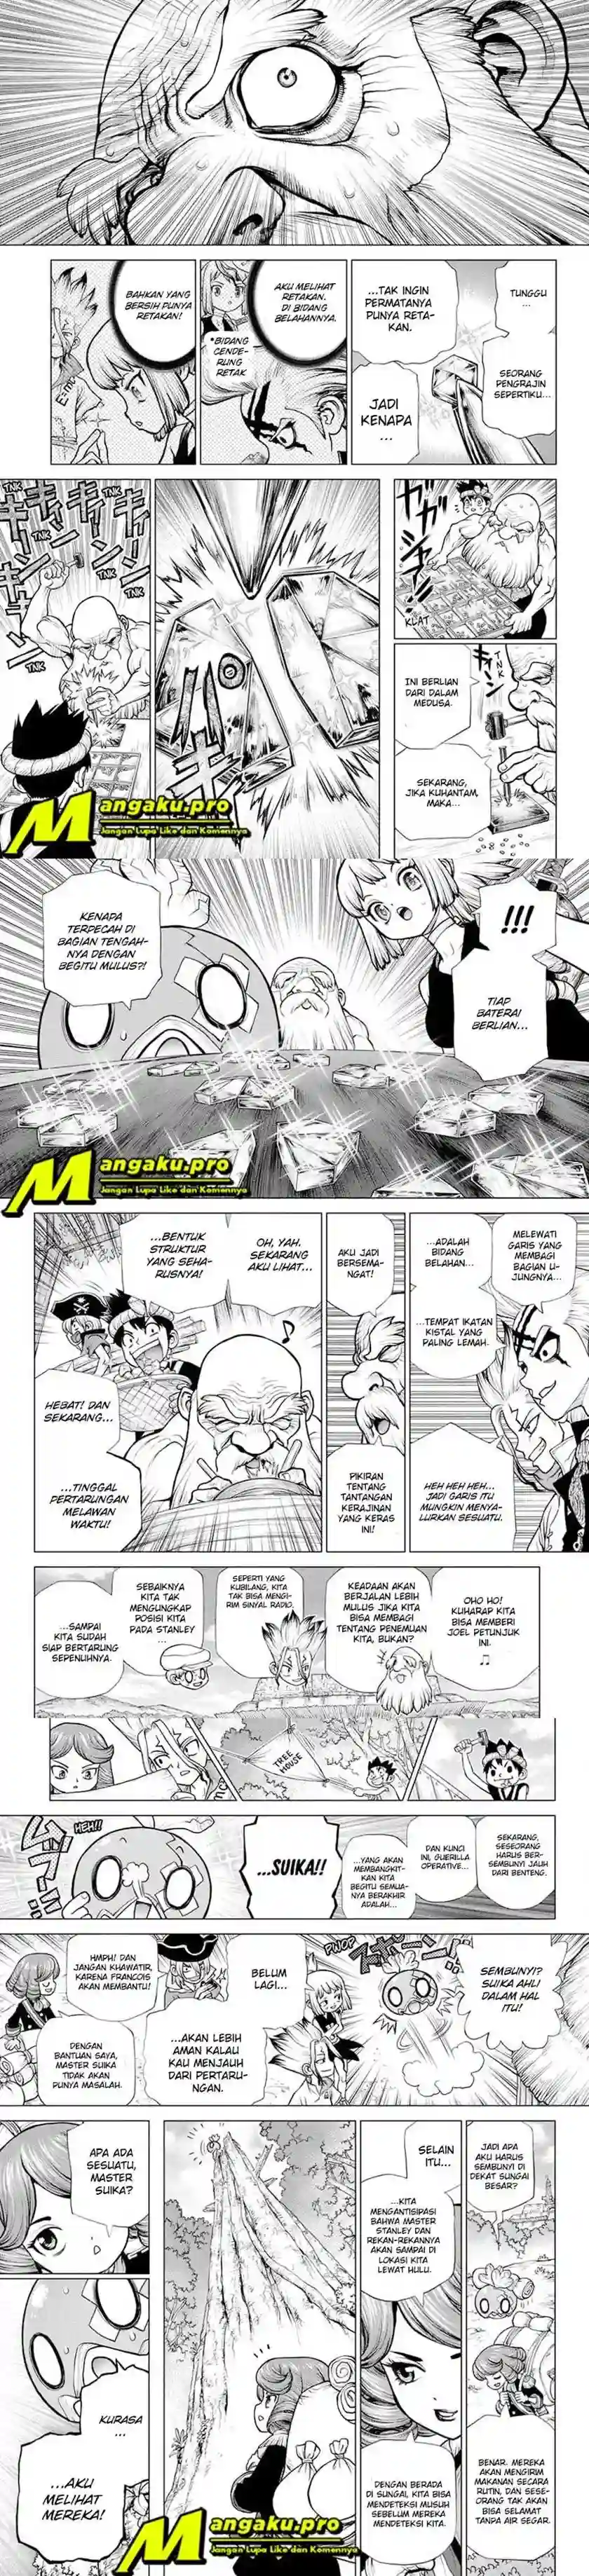 TUNGGU
...
SEORANG
PENGRAJIN
SEPERTIKU...
...TAK INGIN
PERMATANYA
PUNYA RETA-
KAN.
JADI
KENAPA
...
AKU MELIHAT
RETAKAN.
DI BIDANG
BELAHANNYA.
*BIDANG
CENDE-
RUNG
RETAK
BAHKAN YANG
BERSIH PUNYA
RETAKAN!
E=mc
KLAT
TNK
INI BERLIAN
DARI DALAM
MEDUSA.
SEKARANG,
JIKA KUHANTAM,
MAKA...
TNK
TNK
TNK
TNK
TNK
TNK
Mangaku.pro
Jangan Lupa Like dan Komennya
!!!
TIAP
BATERAI
BERLIAN...
KENAPA
TERPECAH DI
BAGIAN TENGAH-
NYA DENGAN
BEGITU MULUS?!
Mangaku.pro
Jangan Lupa Like dan Komennya
MELEWATI
GARIS YANG
MEMBAGI
BAGIAN U-
JUNGNYA...
...ADALAH
BIDANG
BELAHAN...
...TEMPAT IKATAN
KISTAL YANG
PALING LEMAH.
HEH HEH HEH...
JADI GARIS ITU
MUNGKIN MENYA-
LURKAN SESUATU.
AKU JADI
BERSEMA-
NGAT!
PIKIRAN
TENTANG
TANTANGAN
KERAJINAN
YANG KERAS
INI!
OH, YAH.
SEKARANG
AKU LIHAT...
...BENTUK
STRUKTUR
YANG SEHA-
RUSNYA!
HEBAT! DAN
SEKARANG...
...TINGGAL
PERTARUNGAN
MELAWAN
WAKTU!
OHO HO!
KUHARAP KITA
BISA MEMBERI
JOEL PETUNJUK
INI.
KEADAAN AKAN
BERJALAN LEBIH
MULUS JIKA KITA
BISA MEMBAGI
TENTANG PENEMUAN
KITA, BUKAN?
SEPERTI YANG
KUBILANG, KITA
TAK BISA MENGI-
RIM SINYAL RADIO.
SEBAIKNYA
KITA TAK
MENGUNGKAP
POSISI KITA
PADA STANLEY
...
...SAMPAI
KITA SUDAH
SIAP BERTARUNG
SEPENUHNYA.
TREE
HOUSE
SEKARANG,
SESEORANG
HARUS BER-
SEMBUNYI JAUH
DARI BENTENG.
DAN KUNCI
INI, GUERILLA
OPERATIVE...
...YANG AKAN
MEMBANGKIT-
KAN KITA
BEGITU SEMUA-
NYA BERAKHIR
ADALAH...
...SUIKA!!
HEH!!
SEMBUNYI?
SUIKA AHLI
DALAM HAL
ITU!
PWOP
BELUM
LAGI...
...AKAN LEBIH
AMAN KALAU
KAU MENJAUH
DARI PERTARU-
NGAN.
HMPH! DAN
JANGAN KHAWATIR,
KARENA FRANCOIS
AKAN MEMBANTU!
DENGAN
BANTUAN SAYA,
MASTER SUIKA
TIDAK AKAN
PUNYA MASALAH.
JADI APA
AKU HARUS
SEMBUNYI DI
DEKAT SUNGAI
BESAR?
BENAR. MEREKA
AKAN MENGIRIM
MAKANAN SECARA
RUTIN, DAN SESE-
ORANG TAK AKAN
BISA SELAMAT
TANPA AIR SEGAR.
SELAIN
ITU...
...KITA
MENGANTISIPASI
BAHWA MASTER
STANLEY DAN
REKAN-REKANNYA
AKAN SAMPAI DI
LOKASI KITA
LEWAT HULU.
DENGAN BERADA
DI SUNGAI, KITA BISA
MENDETEKSI MUSUH
SEBELUM MEREKA
MENDETEKSI KITA.
APA ADA
SESUATU,
MASTER
SUIKA?
KURASA
...
...AKU
MELIHAT
MEREKA!
Mangaku.pro
Jangan Lupa Like dan Komennya